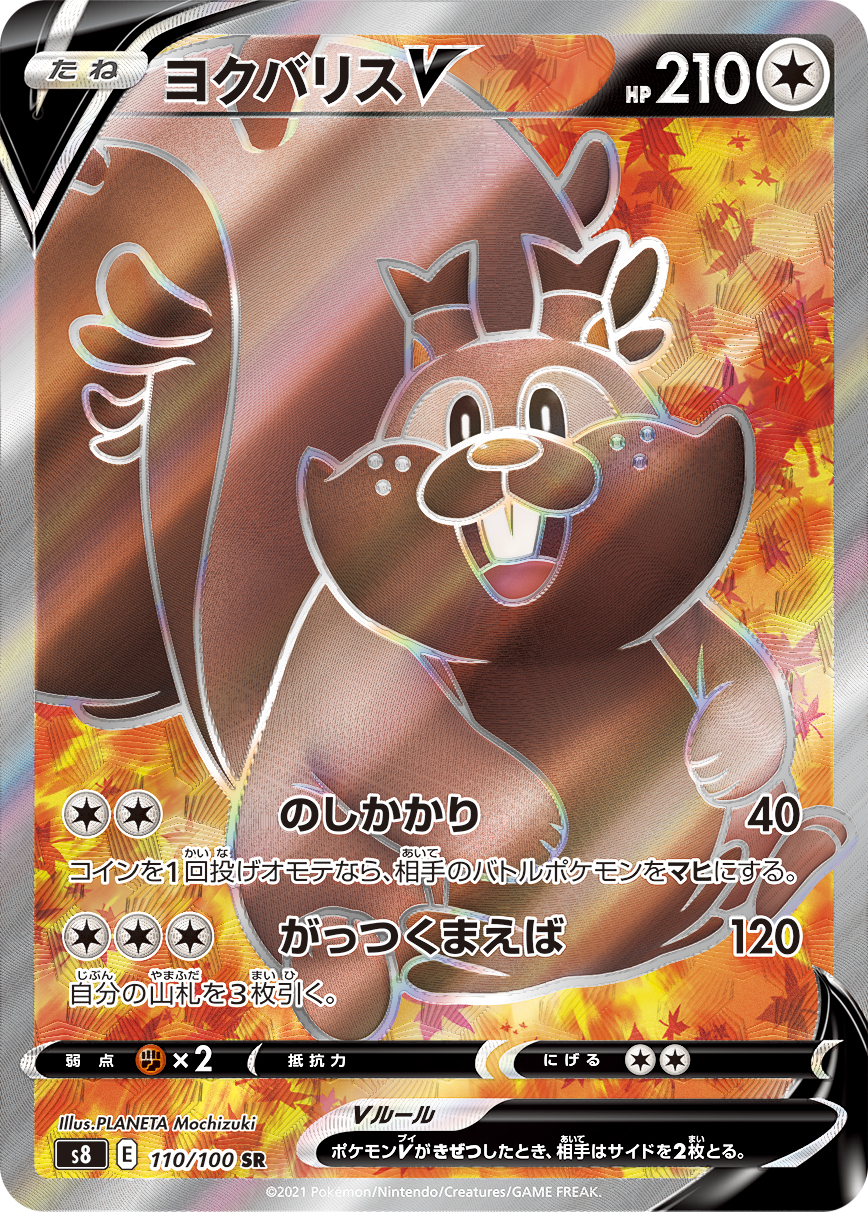 たね ヨクバリスV HP 210
のしかかり 40
コインを1回投げオモテなら、相手のバトルポケモンをマヒにする。
がっつくまえば 120
自分の山札を3枚引く。
弱点 ×2 抵抗力 にげる
Illus.PLANETA Mochizuki
Vルール
ポケモンVがきぜつしたとき、相手はサイドを2枚とる。
s8 E 110/100 SR
©2021 Pokémon/Nintendo/Creatures/GAME FREAK.